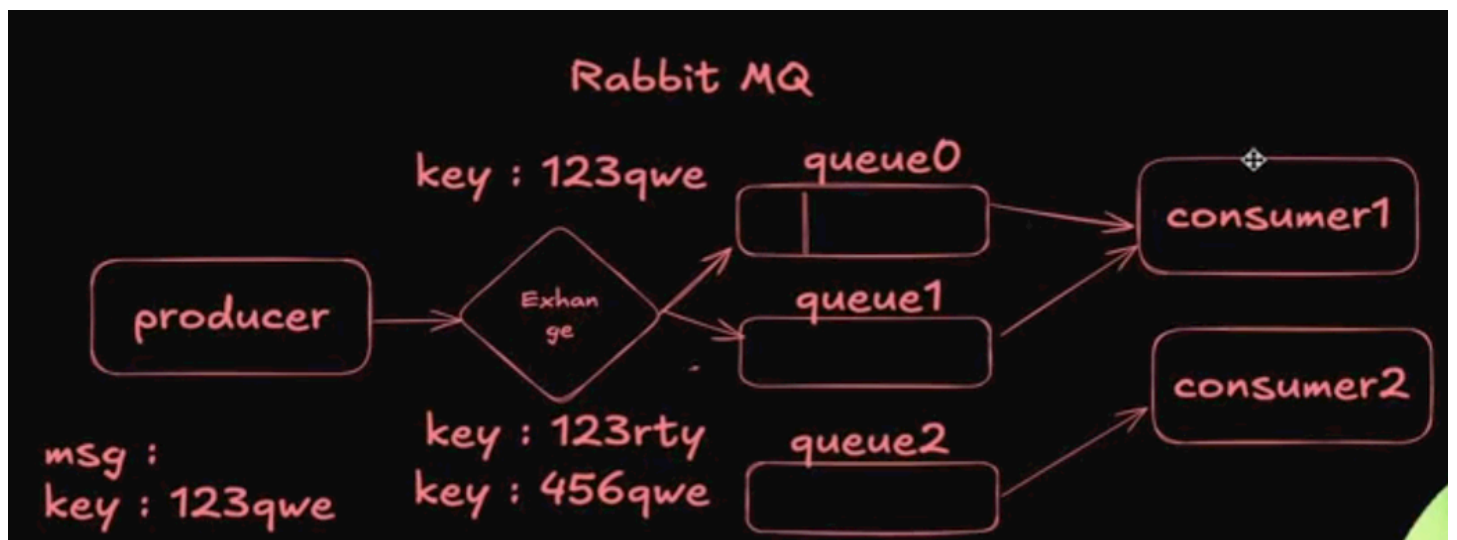 Rabbit MQ
key : 123qwe
queue0
consumer1
producer
Exhan
ge
queue1
consumer2
key : 123rty
key : 456qwe
queue2
msg :
key : 123qwe